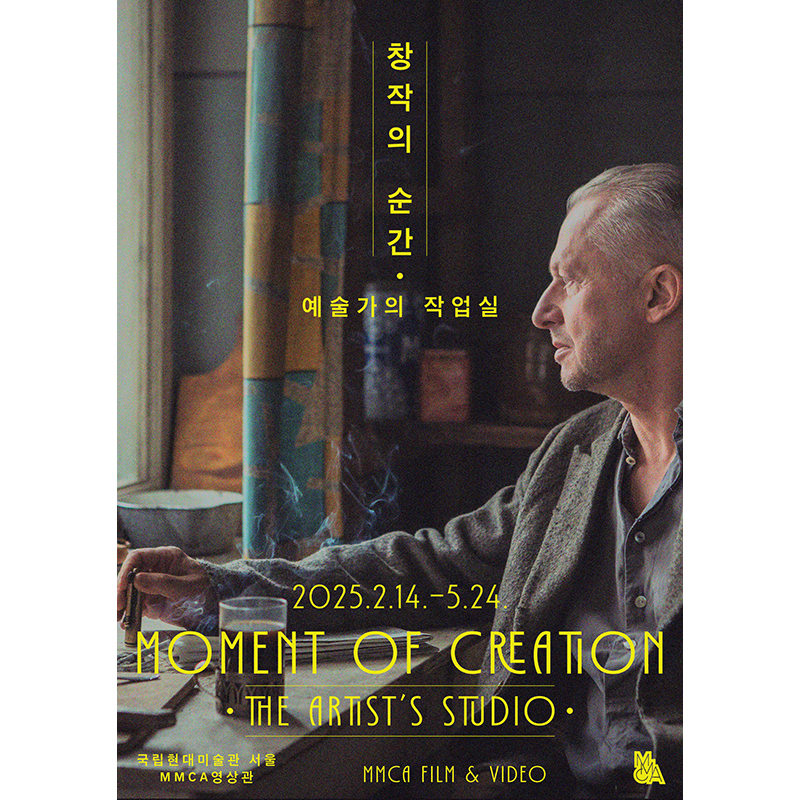 창작의 순간
예술가의 작업실
2025.2.14.–5.24.
MOMENT OF CREATION
• THE ARTIST'S STUDIO •
국립현대미술관 서울
MMCA영상관
MMCA FILM & VIDEO
MMCA